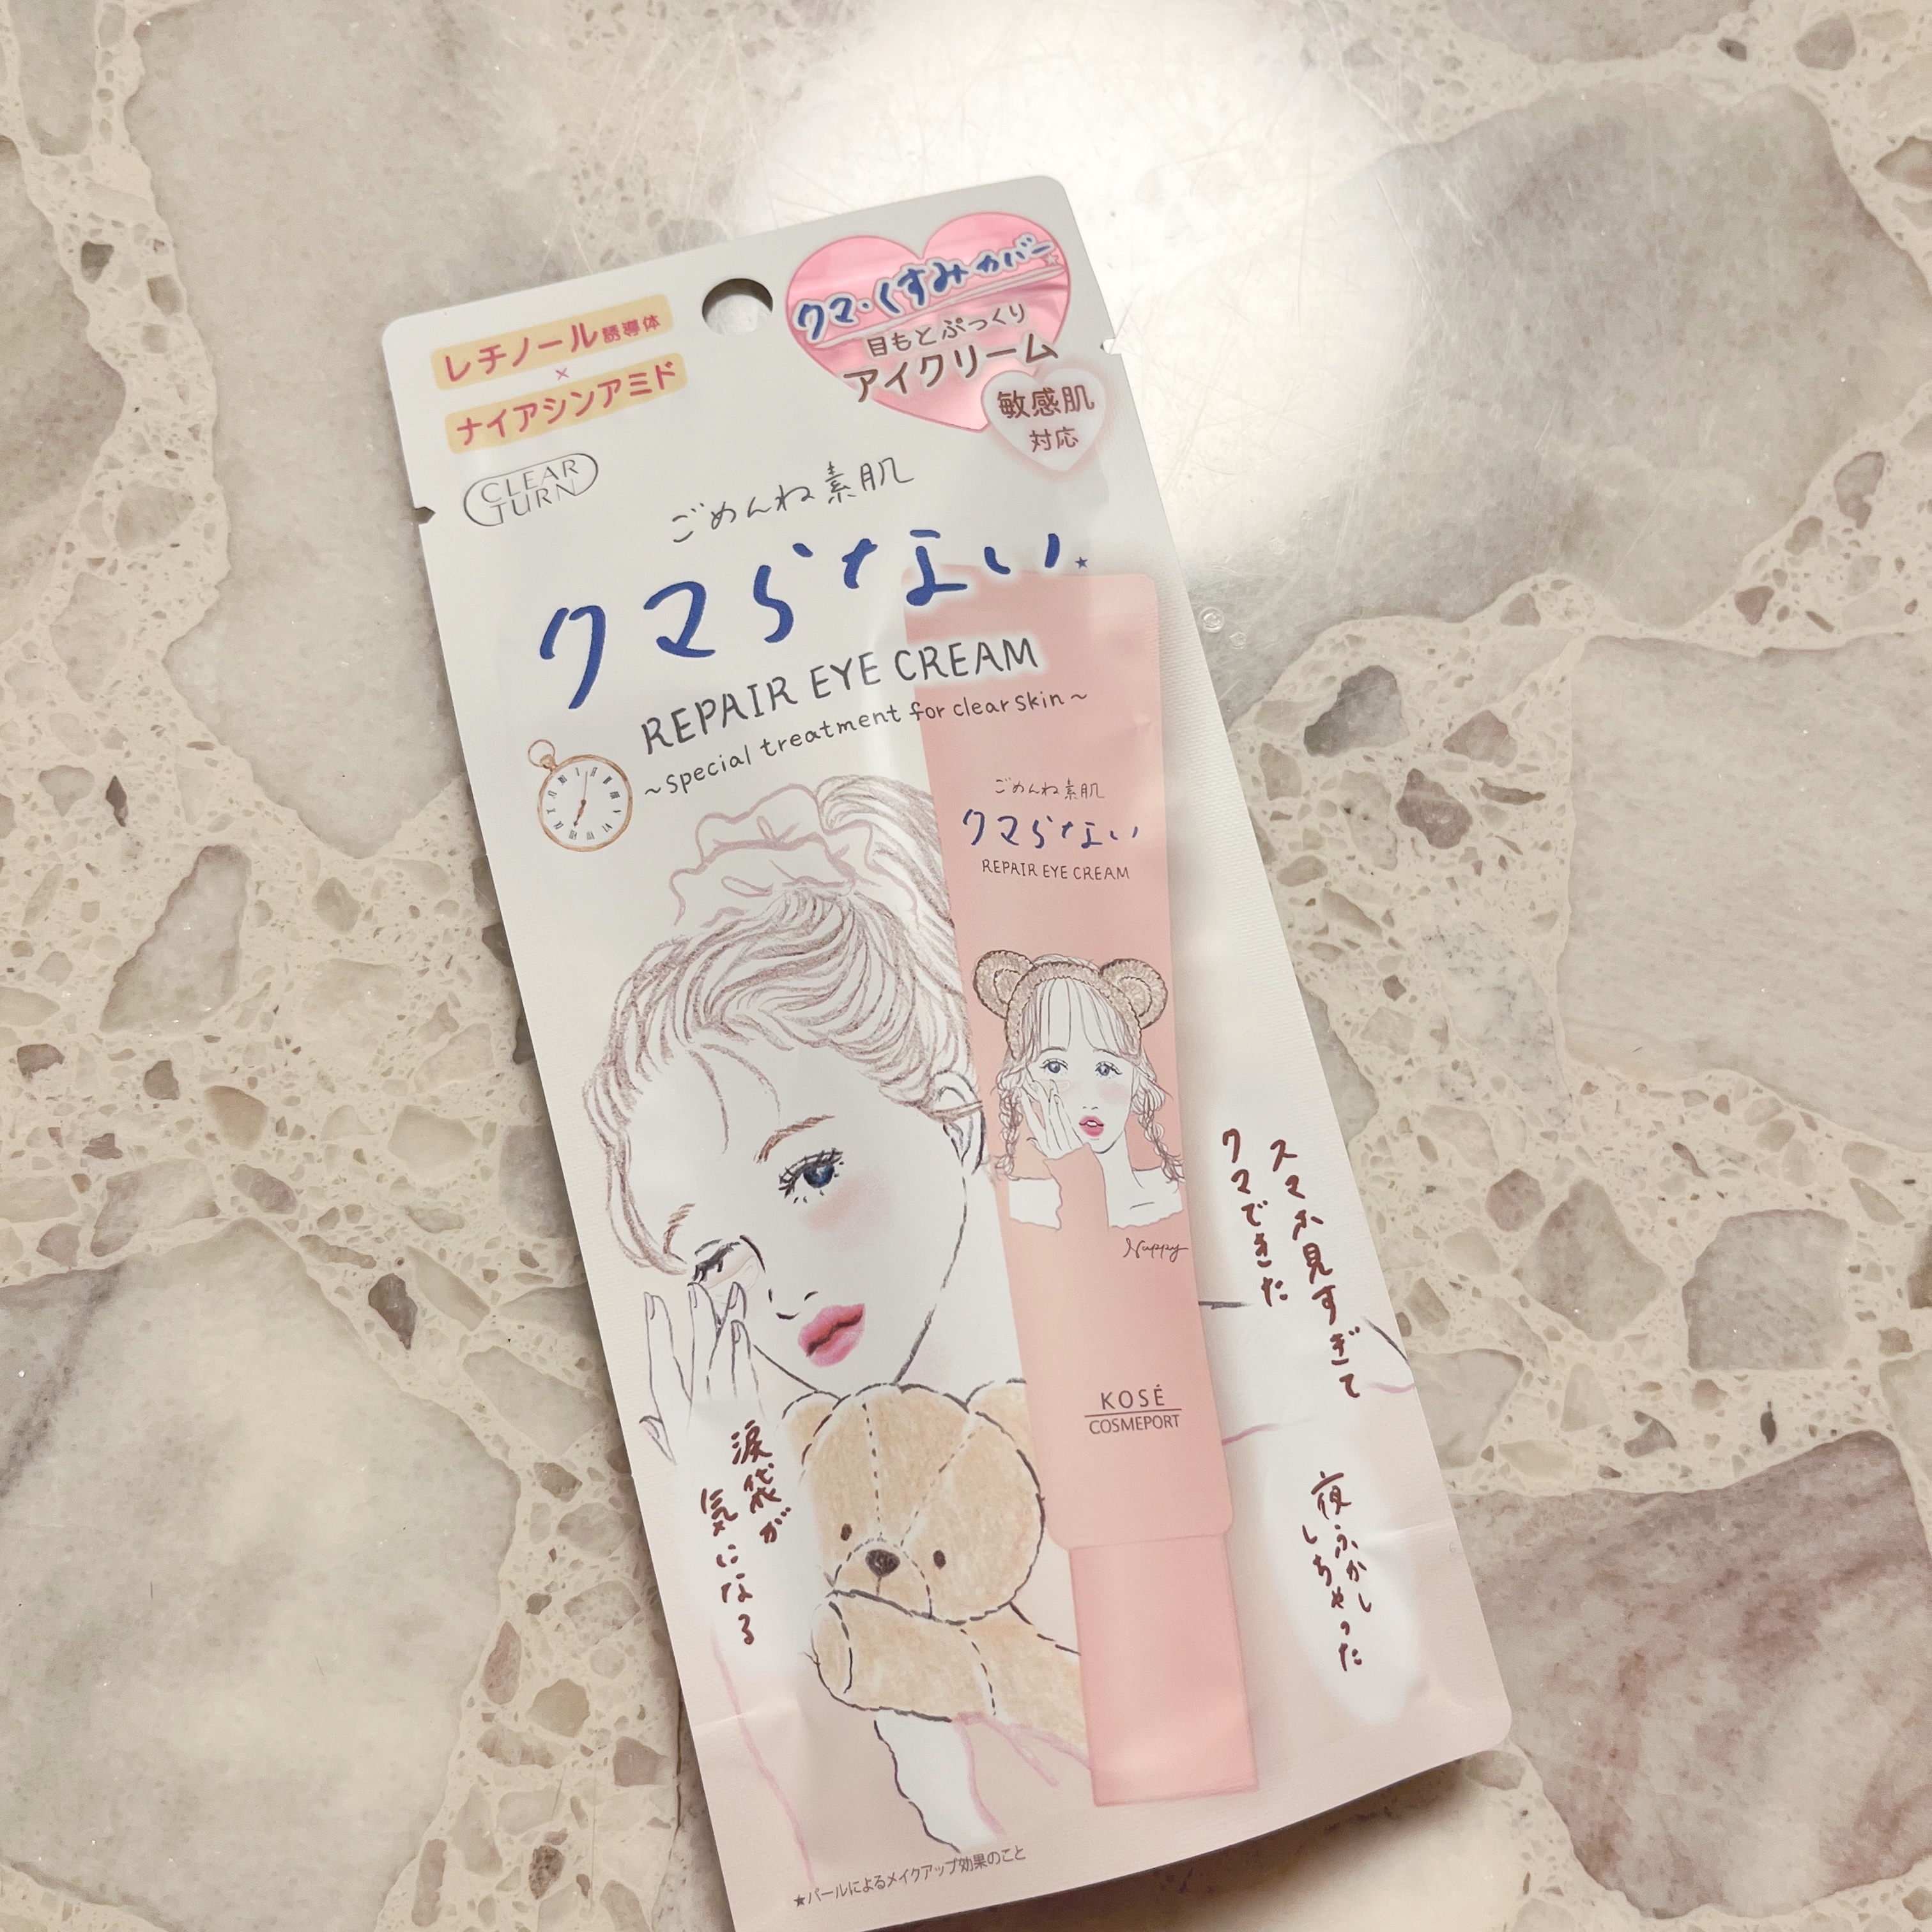 レチノール誘導体
×
ナイアシンアミド
クマ・くすみカバー★
目もとぷっくり
アイクリーム
敏感肌
対応
CLEAR
TURN
ごめんね素肌
クマらない★
REPAIR EYE CREAM
~special treatment for clear skin~
ごめんね素肌
クマらない
REPAIR EYE CREAM
Nuppy
KOSÉ
COSMEPORT
スマホ見すぎて
クマできた
涙袋が
気になる
夜ふかし
しちゃった
★パールによるメイクアップ効果のこと